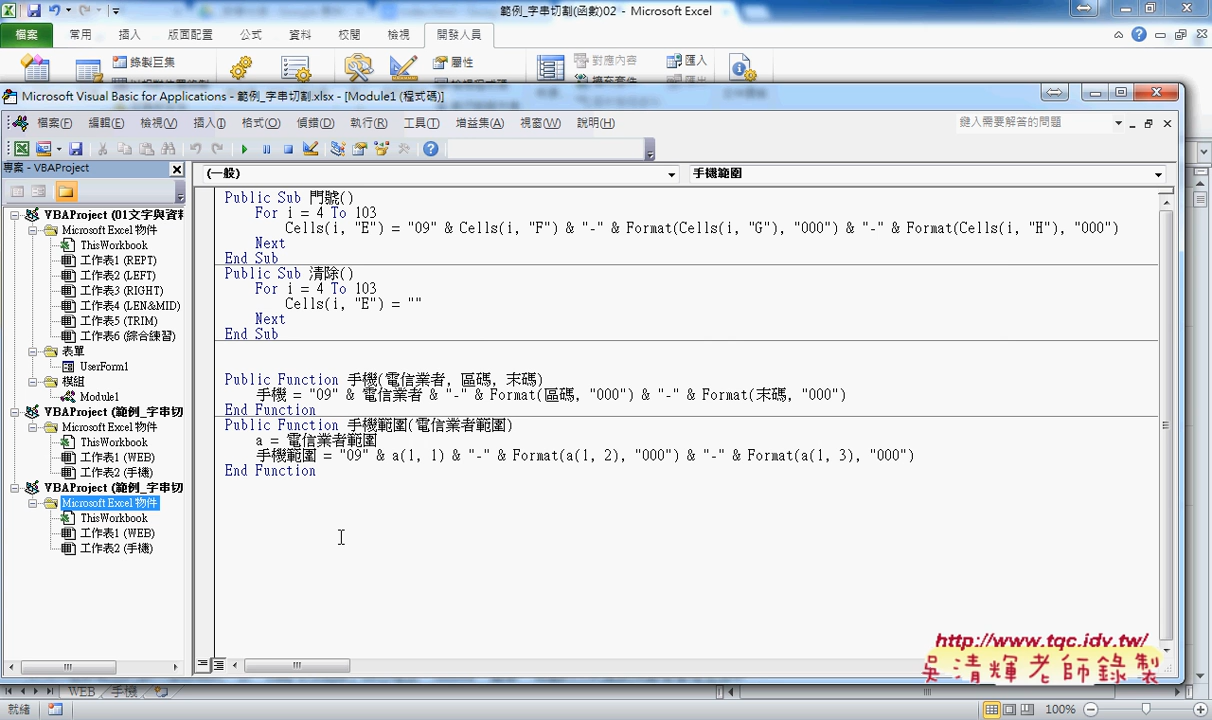 範例_字串切割(函數)02 - Microsoft Excel
檔案 常用 插入 版面配置 公式 資料 校閱 檢視 開發人員
錄製巨集 屬性 對應內容 匯入
Microsoft Visual Basic for Applications - 範例_字串切割.xlsx - [Module1 (程式碼)]
檔案(F) 編輯(E) 檢視(V) 插入(I) 格式(O) 偵錯(D) 執行(R) 工具(T) 增益集(A) 視窗(W) 說明(H) 鍵入需要解答的問題
專案 - VBAProject
(一般) 手機範圍
VBAProject (01文字與資料
Microsoft Excel 物件
ThisWorkbook
工作表1 (REPT)
工作表2 (LEFT)
工作表3 (RIGHT)
工作表4 (LEN&MID)
工作表5 (TRIM)
工作表6 (綜合練習)
表單
UserForm1
模組
Module1
VBAProject (範例_字串切
Microsoft Excel 物件
ThisWorkbook
工作表1 (WEB)
工作表2 (手機)
VBAProject (範例_字串切
Microsoft Excel 物件
ThisWorkbook
工作表1 (WEB)
工作表2 (手機)
Public Sub 門號()
For i = 4 To 103
Cells(i, "E") = "09" & Cells(i, "F") & "-" & Format(Cells(i, "G"), "000") & "-" & Format(Cells(i, "H"), "000")
Next
End Sub
Public Sub 清除()
For i = 4 To 103
Cells(i, "E") = ""
Next
End Sub
Public Function 手機(電信業者, 區碼, 末碼)
手機 = "09" & 電信業者 & "-" & Format(區碼, "000") & "-" & Format(末碼, "000")
End Function
Public Function 手機範圍(電信業者範圍)
a = 電信業者範圍
手機範圍 = "09" & a(1, 1) & "-" & Format(a(1, 2), "000") & "-" & Format(a(1, 3), "000")
End Function
http://www.tqc.idv.tw/
吳清輝老師錄製
WEB 手機
就緒 100%